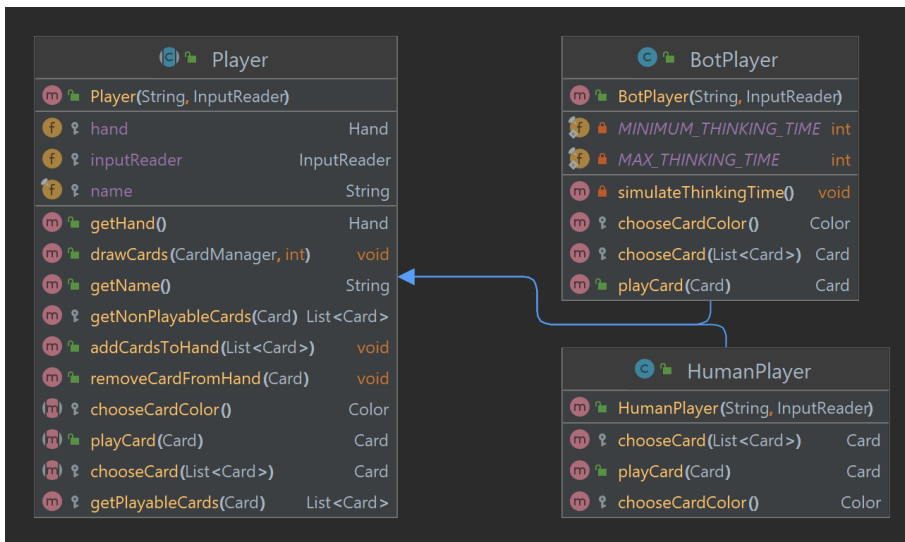 Player
Player(String, InputReader)
hand Hand
inputReader InputReader
name String
getHand() Hand
drawCards(CardManager, int) void
getName() String
getNonPlayableCards(Card) List<Card>
addCardsToHand(List<Card>) void
removeCardFromHand(Card) void
chooseCardColor() Color
playCard(Card) Card
chooseCard(List<Card>) Card
getPlayableCards(Card) List<Card>
BotPlayer
BotPlayer(String, InputReader)
MINIMUM_THINKING_TIME int
MAX_THINKING_TIME int
simulateThinkingTime() void
chooseCardColor() Color
chooseCard(List<Card>) Card
playCard(Card) Card
HumanPlayer
HumanPlayer(String, InputReader)
chooseCard(List<Card>) Card
playCard(Card) Card
chooseCardColor() Color